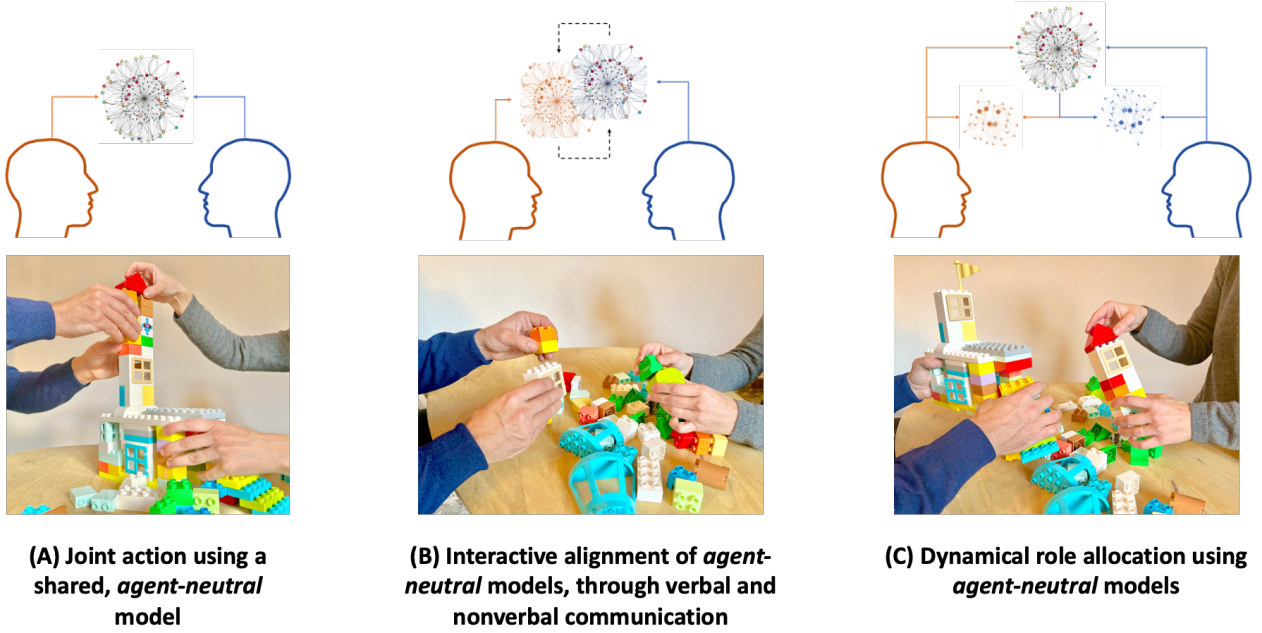 (A) Joint action using a
shared, agent-neutral
model
(B) Interactive alignment of agent-
neutral models, through verbal and
nonverbal communication
(C) Dynamical role allocation using
agent-neutral models